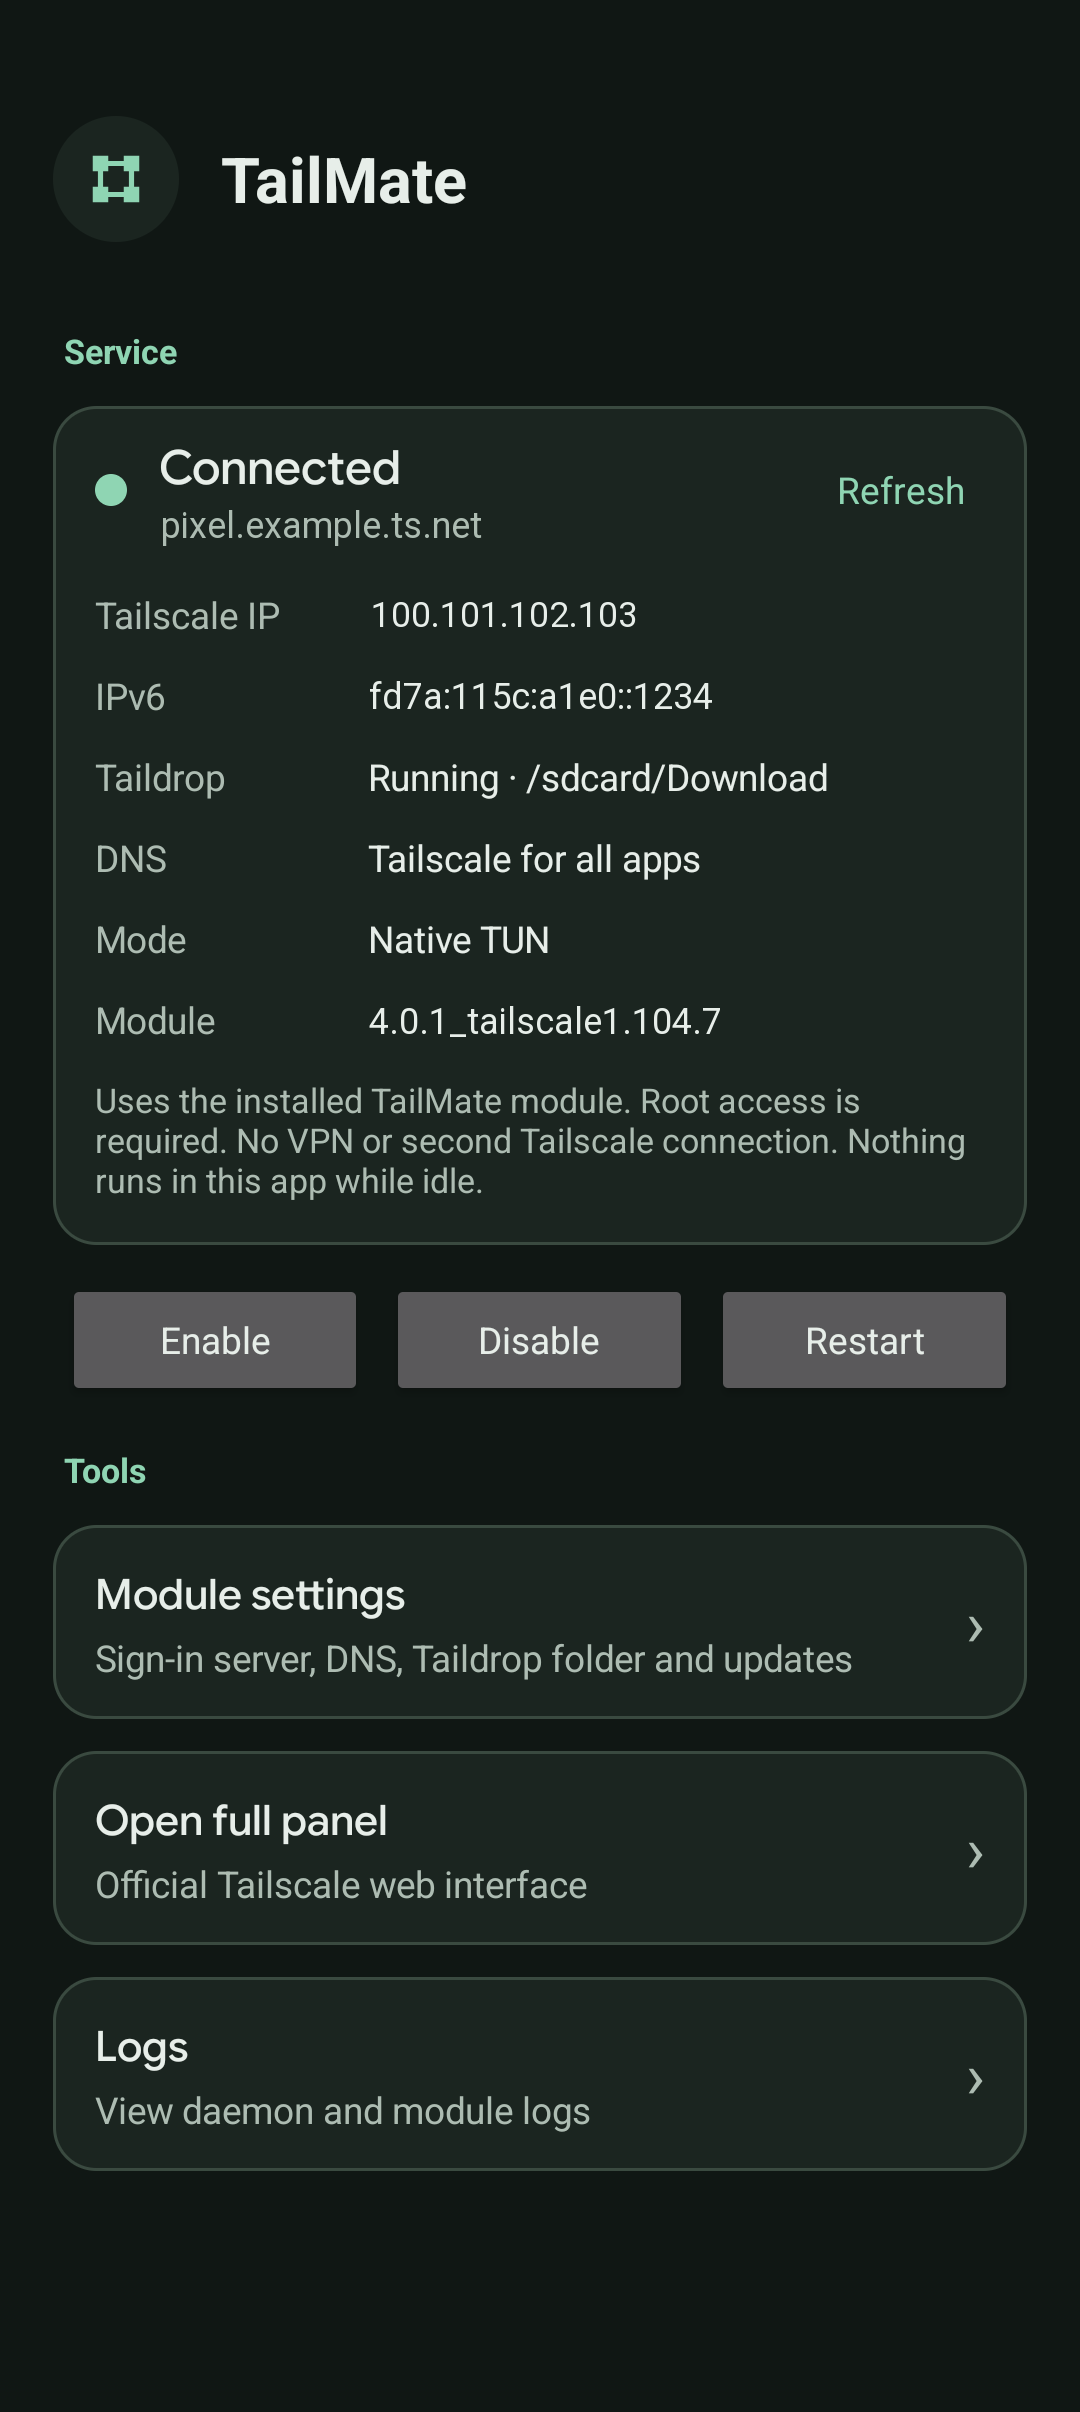 TailMate
Service
Connected
Refresh
pixel.example.ts.net
Tailscale IP 100.101.102.103
IPv6 fd7a:115c:a1e0::1234
Taildrop Running · /sdcard/Download
DNS Tailscale for all apps
Mode Native TUN
Module 4.0.1_tailscale1.104.7
Uses the installed TailMate module. Root access is
required. No VPN or second Tailscale connection. Nothing
runs in this app while idle.
Enable Disable Restart
Tools
Module settings
Sign-in server, DNS, Taildrop folder and updates
Open full panel
Official Tailscale web interface
Logs
View daemon and module logs